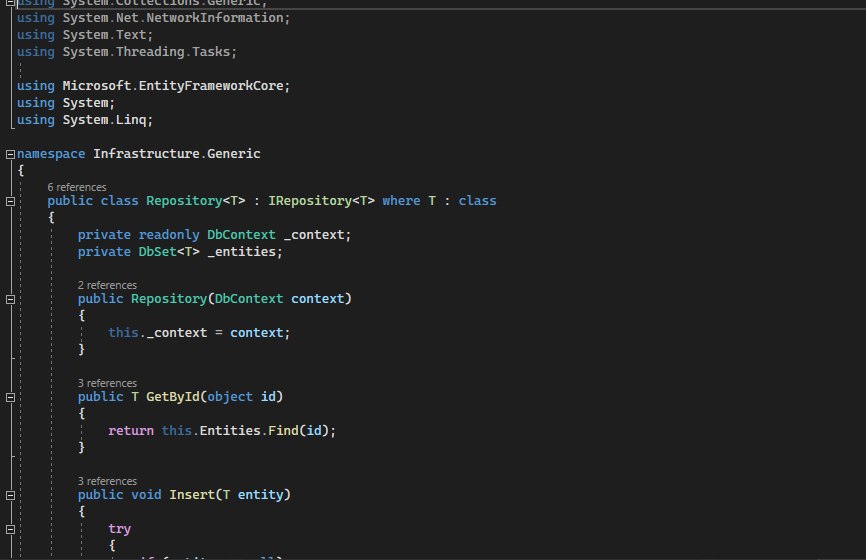 using System.Collections.Generic;
using System.Net.NetworkInformation;
using System.Text;
using System.Threading.Tasks;
using Microsoft.EntityFrameworkCore;
using System;
using System.Linq;
namespace Infrastructure.Generic
{
6 references
public class Repository<T> : IRepository<T> where T : class
{
private readonly DbContext _context;
private DbSet<T> _entities;
2 references
public Repository(DbContext context)
{
this._context = context;
}
3 references
public T GetById(object id)
{
return this.Entities.Find(id);
}
3 references
public void Insert(T entity)
{
try
{